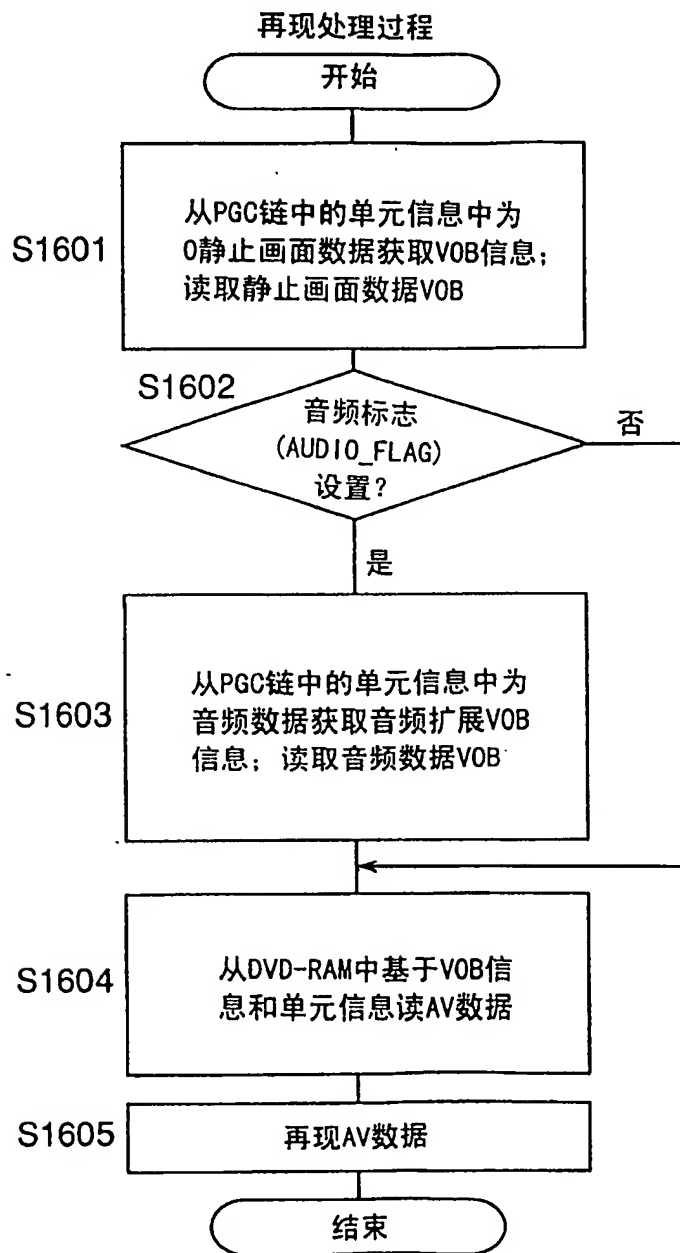 再现处理过程
开始
S1601
从PGC链中的单元信息中为
0静止画面数据获取VOB信息；
读取静止画面数据VOB
S1602
音频标志
(AUDIO_FLAG)
设置？
否
是
S1603
从PGC链中的单元信息中为
音频数据获取音频扩展VOB
信息；读取音频数据VOB
S1604
从DVD-RAM中基于VOB信
息和单元信息读AV数据
S1605
再现AV数据
结束